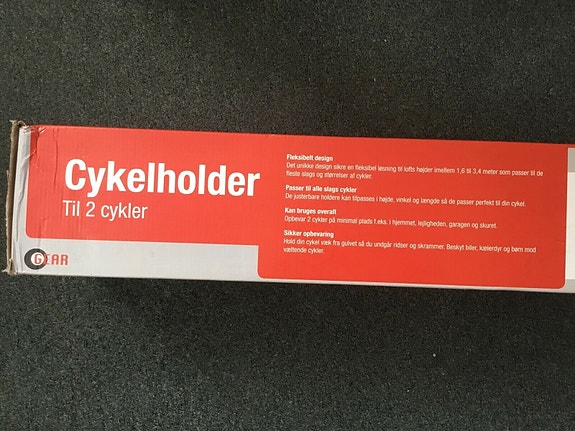 Cykelholder
Til 2 cykler
GEAR
Fleksibelt design
Det unikke design sikre en fleksibel løsning til lofts højder imellem 1,6 til 3,4 meter som passer til de
fleste slags og størrelser af cykler.
Passer til alle slags cykler
De justerbare holdere kan tilpasses i højde, vinkel og længde så de passer perfekt til din cykel.
Kan bruges overalt
Opbevar 2 cykler på minimal plads f.eks. i hjemmet, lejligheden, garagen og skuret.
Sikker opbevaring
Hold din cykel væk fra gulvet så du undgår ridser og skrammer. Beskyt biler, kæledyr og børn mod
væltende cykler.